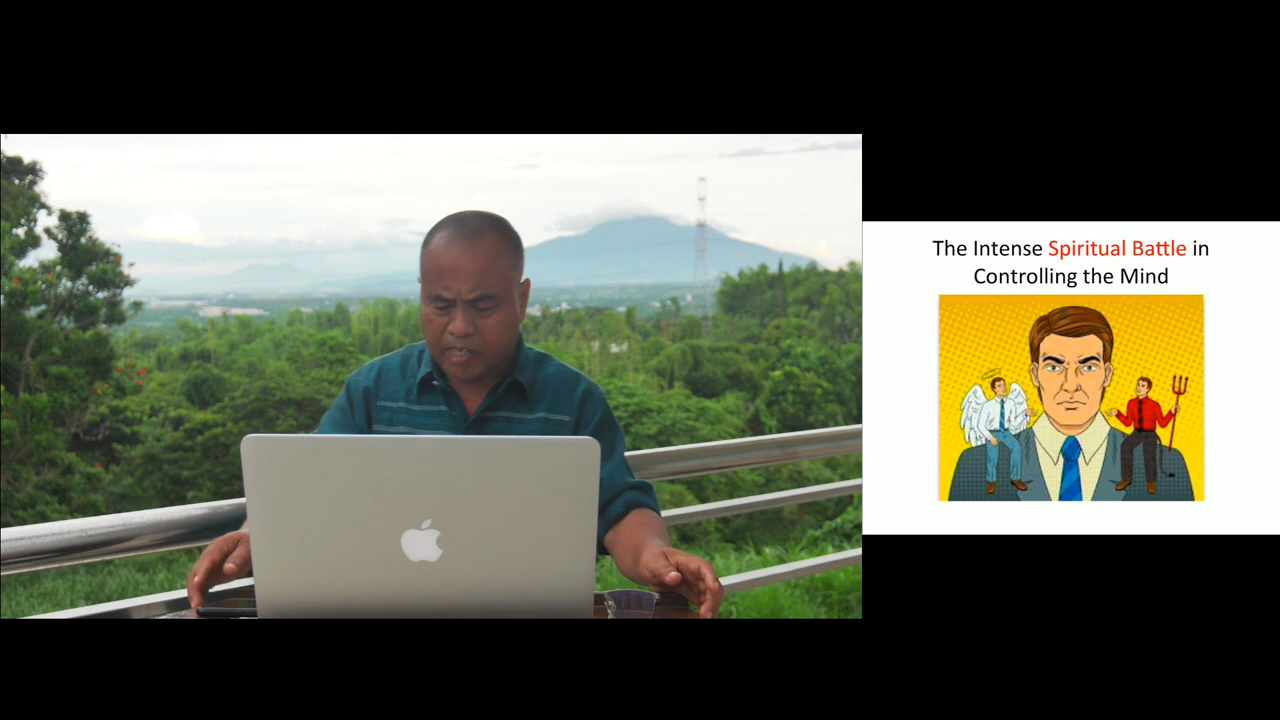 The Intense Spiritual Battle in
Controlling the Mind